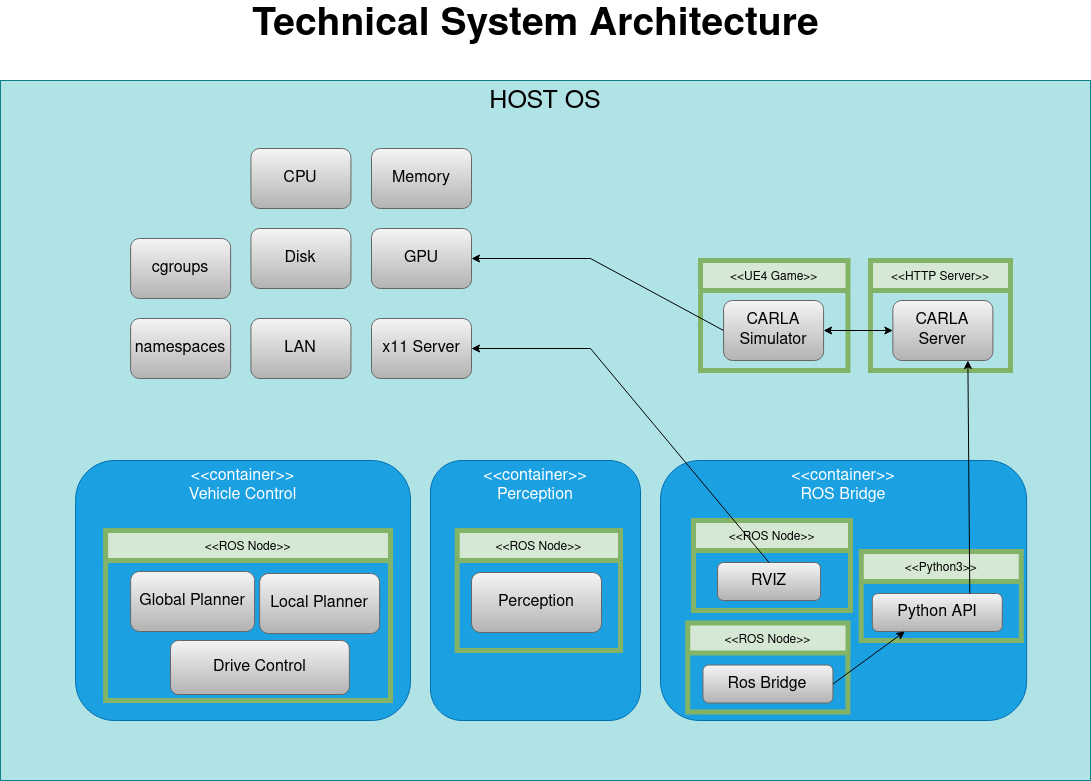 Technical System Architecture
HOST OS
CPU
Memory
cgroups
Disk
GPU
namespaces
LAN
x11 Server
<<UE4 Game>>
CARLA
Simulator
<<HTTP Server>>
CARLA
Server
<<container>>
Vehicle Control
<<ROS Node>>
Global Planner
Local Planner
Drive Control
<<container>>
Perception
<<ROS Node>>
Perception
<<container>>
ROS Bridge
<<ROS Node>>
RVIZ
<<Python3>>
Python API
<<ROS Node>>
Ros Bridge